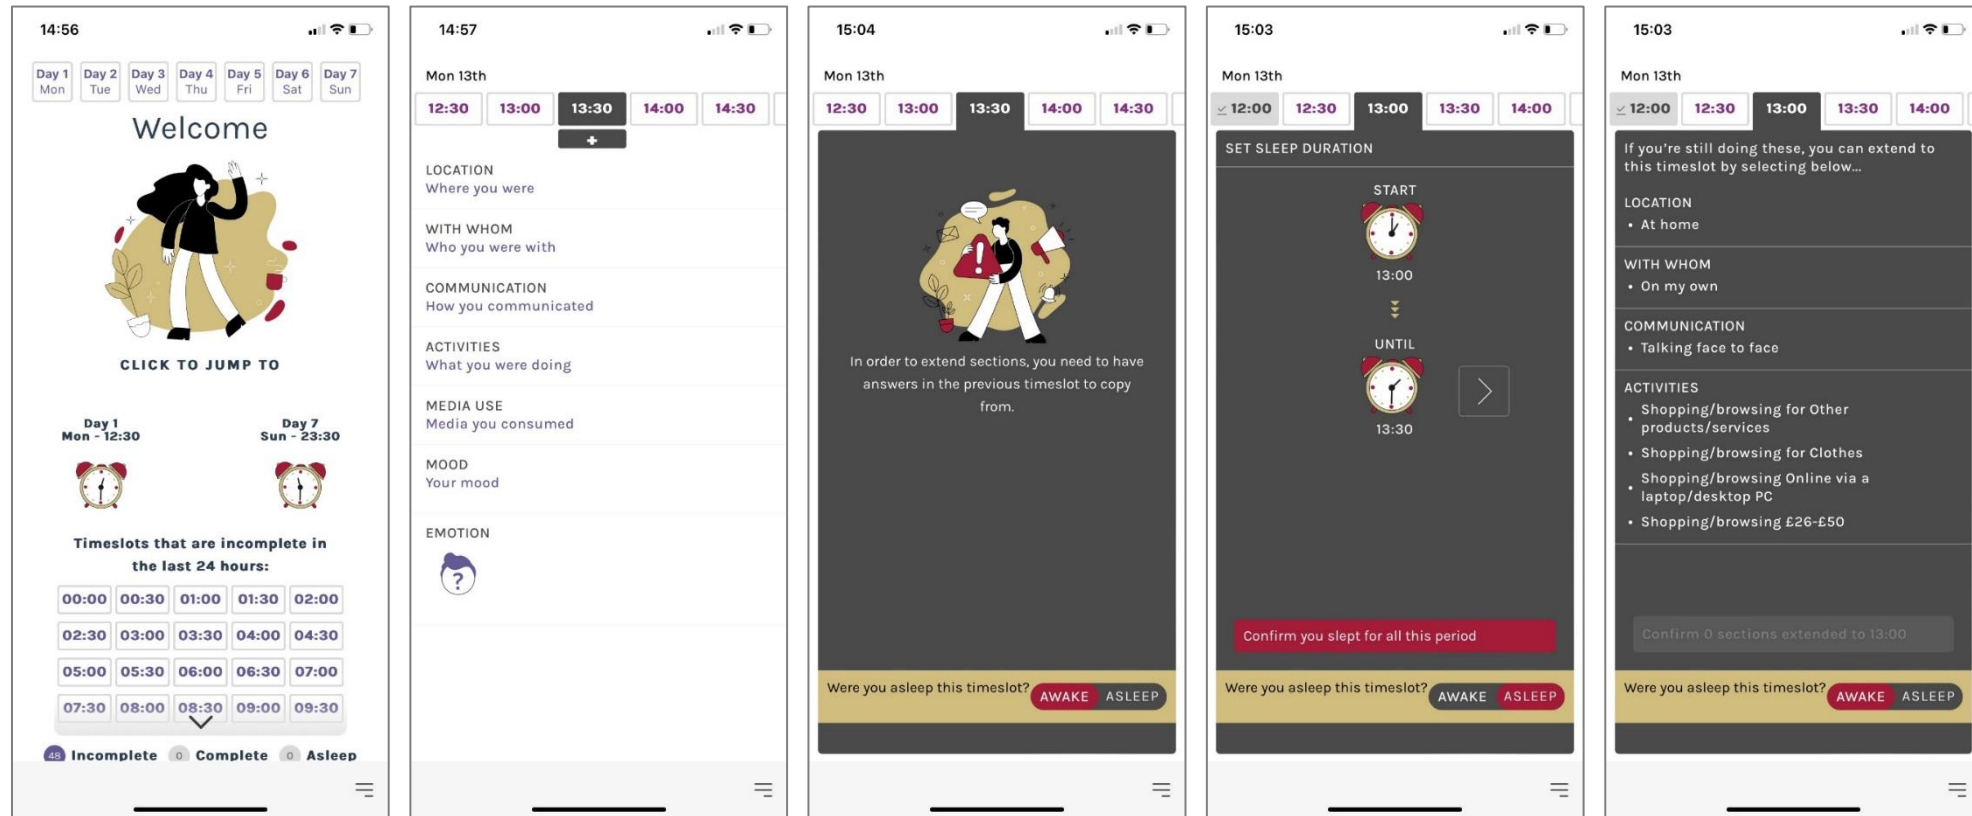 14:56
Day 1 Day 2 Day 3 Day 4 Day 5 Day 6 Day 7
Mon Tue Wed Thu Fri Sat Sun
Welcome
CLICK TO JUMP TO
Day 1 Day 7
Mon - 12:30 Sun - 23:30
Timeslots that are incomplete in
the last 24 hours:
00:00 00:30 01:00 01:30 02:00
02:30 03:00 03:30 04:00 04:30
05:00 05:30 06:00 06:30 07:00
07:30 08:00 08:30 09:00 09:30
48 Incomplete 0 Complete 0 Asleep
14:57
Mon 13th
12:30 13:00 13:30 14:00 14:30
+
LOCATION
Where you were
WITH WHOM
Who you were with
COMMUNICATION
How you communicated
ACTIVITIES
What you were doing
MEDIA USE
Media you consumed
MOOD
Your mood
EMOTION
?
15:04
Mon 13th
12:30 13:00 13:30 14:00 14:30
!
In order to extend sections, you need to have
answers in the previous timeslot to copy
from.
Were you asleep this timeslot? AWAKE ASLEEP
15:03
Mon 13th
12:00 12:30 13:00 13:30 14:00
SET SLEEP DURATION
START
13:00
UNTIL
13:30
Confirm you slept for all this period
Were you asleep this timeslot? AWAKE ASLEEP
15:03
Mon 13th
12:00 12:30 13:00 13:30 14:00
If you're still doing these, you can extend to
this timeslot by selecting below...
LOCATION
• At home
WITH WHOM
• On my own
COMMUNICATION
• Talking face to face
ACTIVITIES
• Shopping/browsing for Other
products/services
• Shopping/browsing for Clothes
• Shopping/browsing Online via a
laptop/desktop PC
• Shopping/browsing £26-£50
Confirm 0 sections extended to 13:00
Were you asleep this timeslot? AWAKE ASLEEP